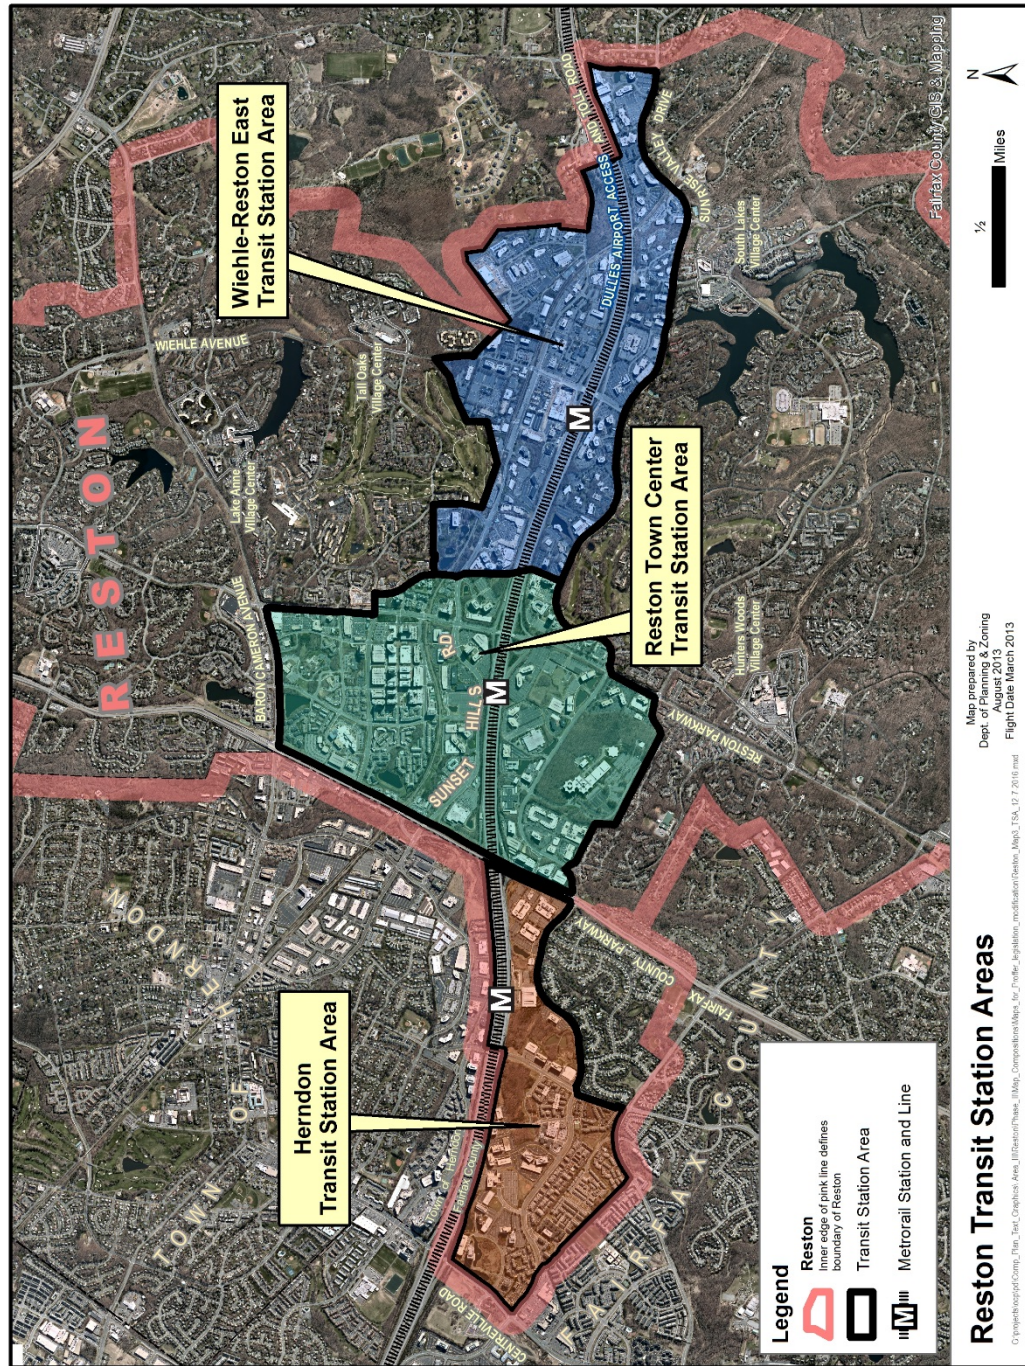 RESTON
TOWN OF HERNDON
FAIRFAX COUNTY
Herndon
Transit Station Area
Reston Town Center
Transit Station Area
Wiehle-Reston East
Transit Station Area
BARON CAMERON AVENUE
WIEHLE AVENUE
Lake Anne
Village Center
Tall Oaks
Village Center
SUNSET HILLS RD
M
M
M
DULLES AIRPORT ACCESS AND TOLL ROAD
SUNRISE VALLEY DRIVE
South Lakes
Village Center
Hunters Woods
Village Center
RESTON PARKWAY
FAIRFAX COUNTY PARKWAY
CENTREVILLE ROAD
Fairfax County
Fairfax County GIS & Mapping
Legend
Reston
Inner edge of pink line defines
boundary of Reston
Transit Station Area
M
Metrorail Station and Line
Reston Transit Station Areas
Map prepared by
Dept. of Planning & Zoning
August 2013
Flight Date March 2013
½
Miles
N